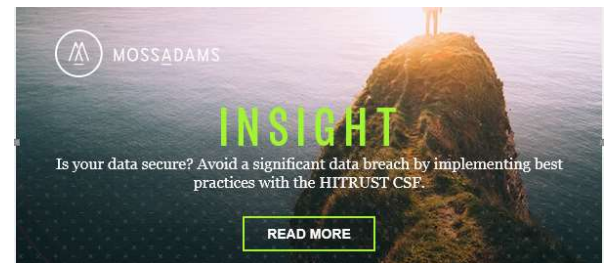 MOSSADAMS
INSIGHT
Is your data secure? Avoid a significant data breach by implementing best
practices with the HITRUST CSF.
READ MORE